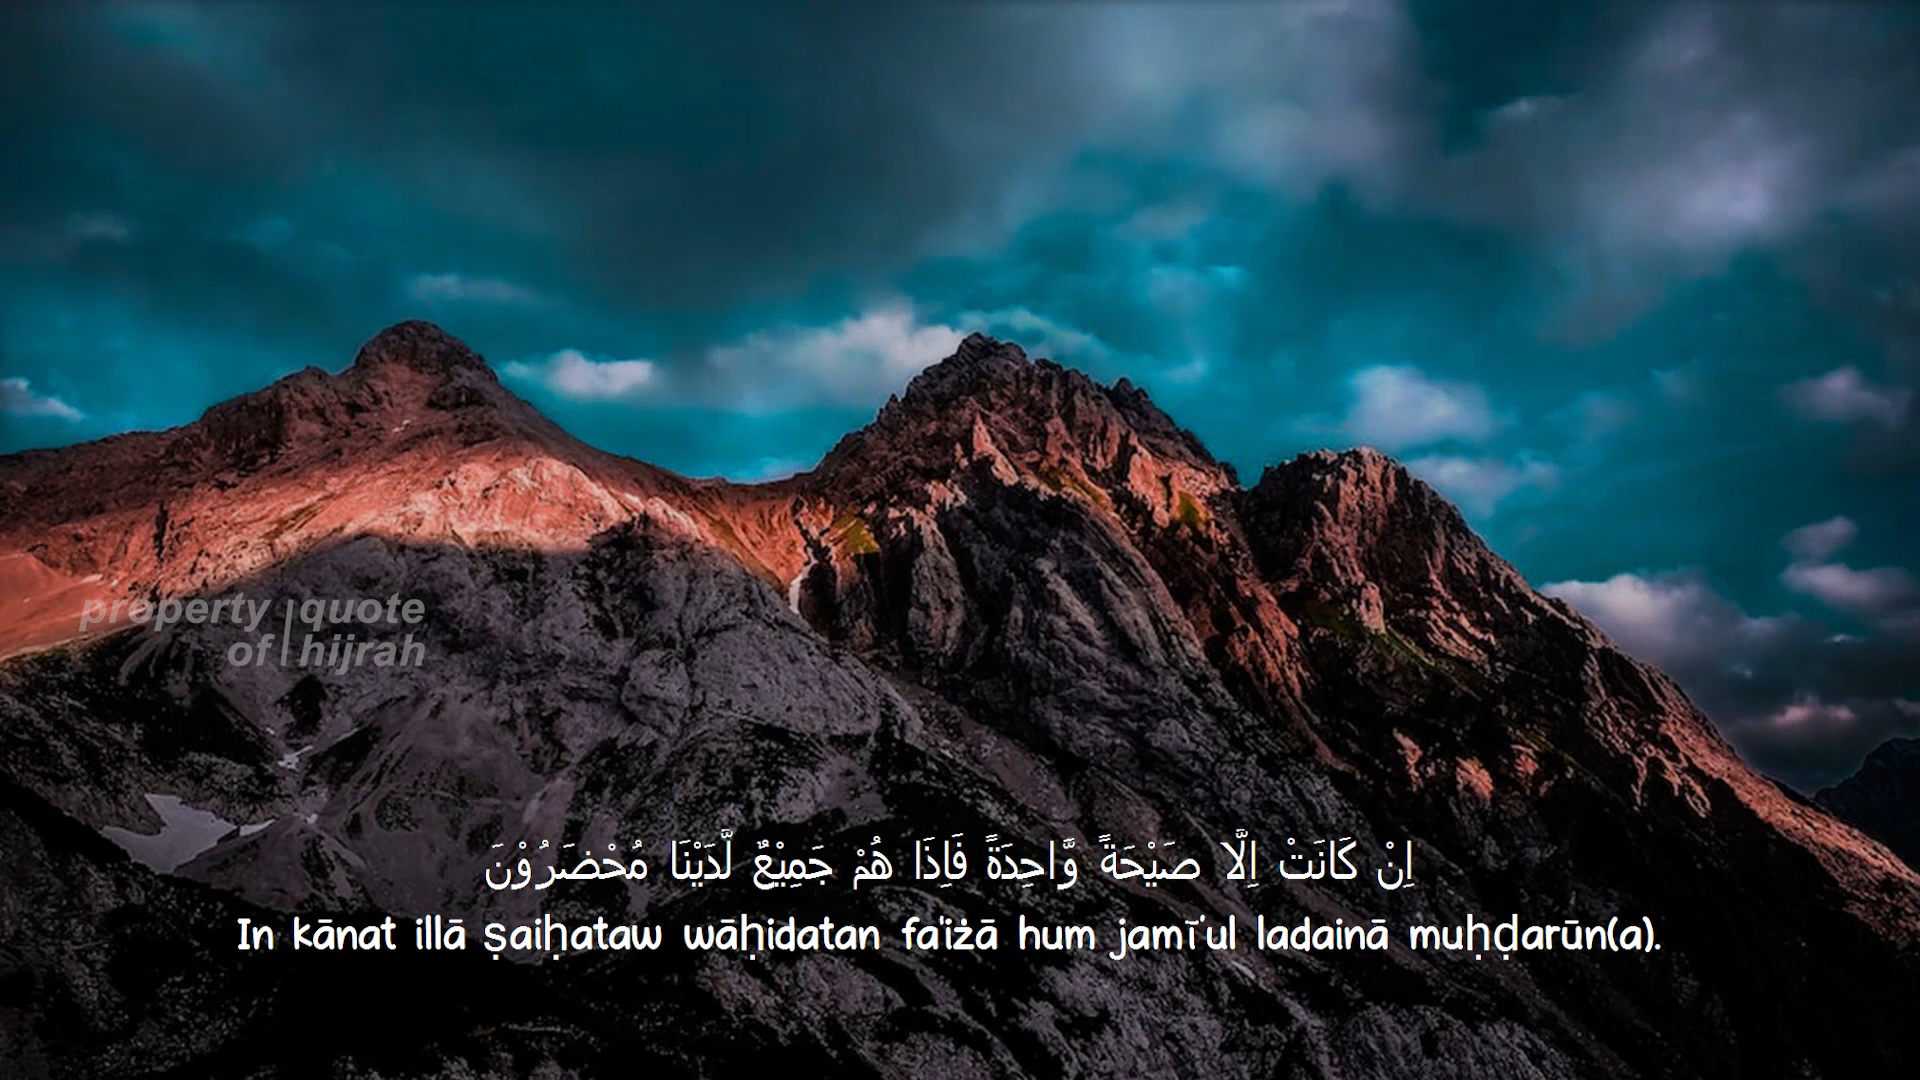 property quote
of hijrah
اِنْ كَانَتْ اِلَّا صَيْحَةً وَّاحِدَةً فَاِذَا هُمْ جَمِيْعٌ لَّدَيْنَا مُحْضَرُوْنَ
In kānat illā ṣaiḥataw wāḥidatan fa'iżā hum jamī‘ul ladainā muḥḍarūn(a).